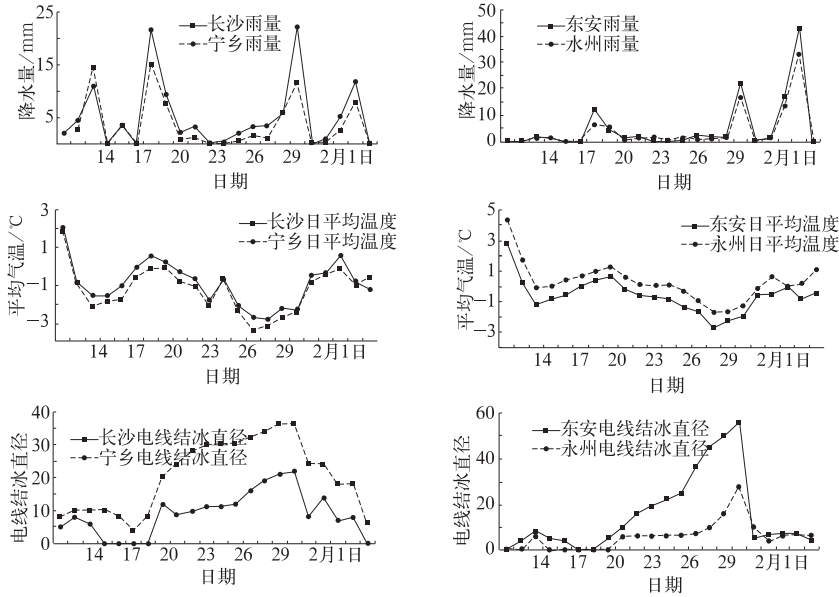 降水量/mm
25
15
5
长沙雨量
宁乡雨量
14 17 20 23 26 29 2月1日
日期
降水量/mm
50
40
30
20
10
0
东安雨量
水州雨量
14 17 20 23 26 29 2月1日
日期
平均气温/℃
3
1
−1
−3
长沙日平均温度
宁乡日平均温度
14 17 20 23 26 29 2月1日
日期
平均气温/℃
5
3
1
−1
−3
东安日平均温度
永州日平均温度
14 17 20 23 26 29 2月1日
日期
电线结冰直径
40
30
20
10
0
长沙电线结冰直径
宁乡电线结冰直径
14 17 20 23 26 29 2月1日
日期
电线结冰直径
60
40
20
0
东安电线结冰直径
永州电线结冰直径
14 17 20 23 26 29 2月1日
日期